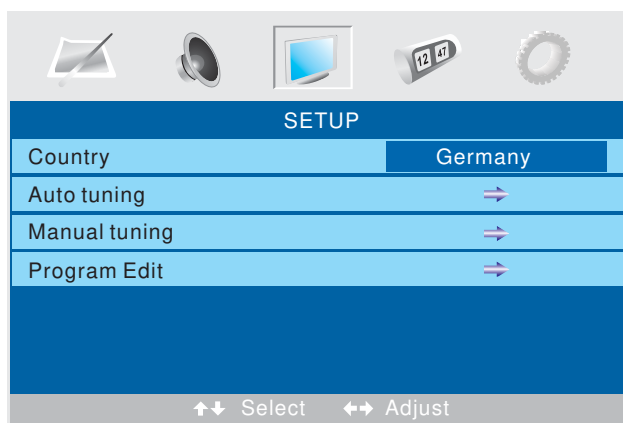 12 47
SETUP
Country Germany
Auto tuning
Manual tuning
Program Edit
Select Adjust